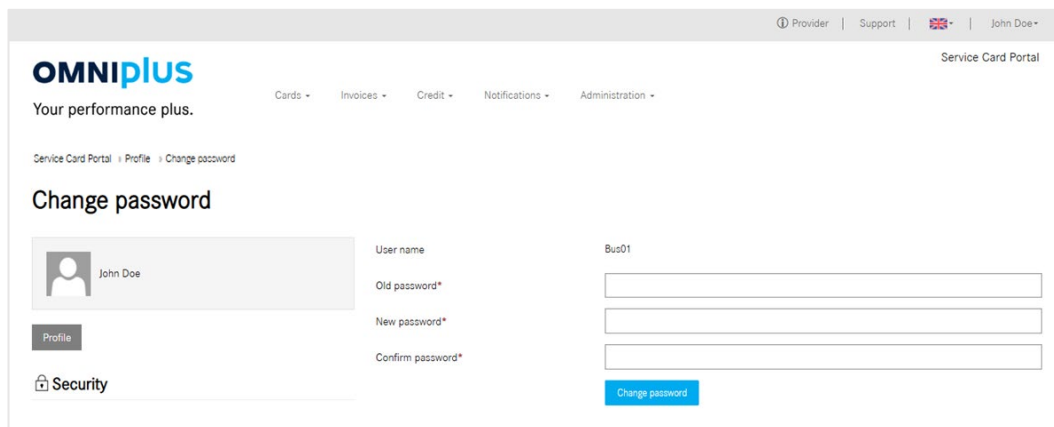 Provider | Support | John Doe
Service Card Portal
OMNIplus
Your performance plus.
Cards Invoices Credit Notifications Administration
Service Card Portal Profile Change password
Change password
John Doe
Profile
Security
User name Bus01
Old password*
New password*
Confirm password*
Change password